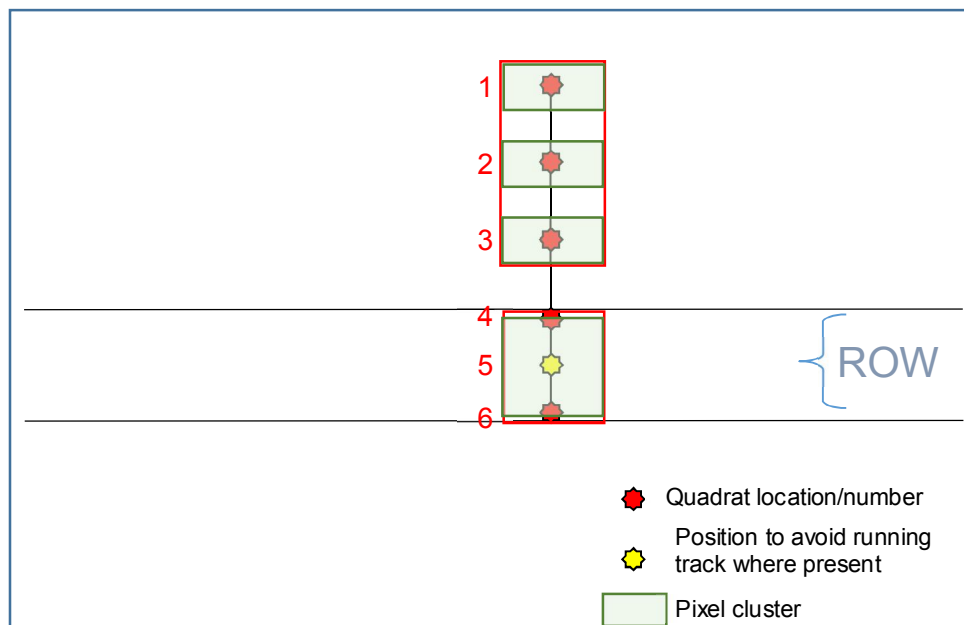 1
2
3
4
5
6
ROW
Quadrat location/number
Position to avoid running
track where present
Pixel cluster